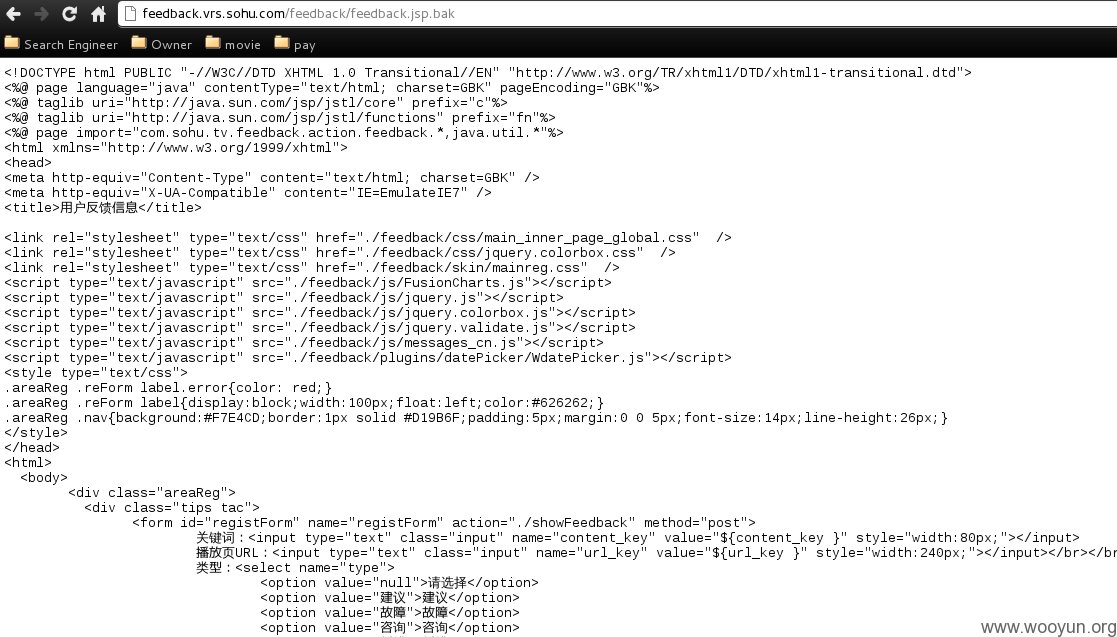 feedback.vrs.sohu.com/feedback/feedback.jsp.bak
Search Engineer Owner movie pay
<!DOCTYPE html PUBLIC "-//W3C//DTD XHTML 1.0 Transitional//EN" "http://www.w3.org/TR/xhtml1/DTD/xhtml1-transitional.dtd">
<%@ page language="java" contentType="text/html; charset=GBK" pageEncoding="GBK"%>
<%@ taglib uri="http://java.sun.com/jsp/jstl/core" prefix="c"%>
<%@ taglib uri="http://java.sun.com/jsp/jstl/functions" prefix="fn"%>
<%@ page import="com.sohu.tv.feedback.action.feedback.*,java.util.*"%>
<html xmlns="http://www.w3.org/1999/xhtml">
<head>
<meta http-equiv="Content-Type" content="text/html; charset=GBK" />
<meta http-equiv="X-UA-Compatible" content="IE=EmulateIE7" />
<title>用户反馈信息</title>
<link rel="stylesheet" type="text/css" href="./feedback/css/main_inner_page_global.css"  />
<link rel="stylesheet" type="text/css" href="./feedback/css/jquery.colorbox.css"  />
<link rel="stylesheet" type="text/css" href="./feedback/skin/mainreg.css"  />
<script type="text/javascript" src="./feedback/js/FusionCharts.js"></script>
<script type="text/javascript" src="./feedback/js/jquery.js"></script>
<script type="text/javascript" src="./feedback/js/jquery.colorbox.js"></script>
<script type="text/javascript" src="./feedback/js/jquery.validate.js"></script>
<script type="text/javascript" src="./feedback/js/messages_cn.js"></script>
<script type="text/javascript" src="./feedback/plugins/datePicker/WdatePicker.js"></script>
<style type="text/css">
.areaReg .reForm label.error{color: red;}
.areaReg .reForm label{display:block;width:100px;float:left;color:#626262;}
.areaReg .nav{background:#F7E4CD;border:1px solid #D19B6F;padding:5px;margin:0 0 5px;font-size:14px;line-height:26px;}
</style>
</head>
<html>
<body>
<div class="areaReg">
<div class="tips tac">
<form id="registForm" name="registForm" action="./showFeedback" method="post">
关键词：<input type="text" class="input" name="content_key" value="${content_key }" style="width:80px;"></input>
播放页URL：<input type="text" class="input" name="url_key" value="${url_key }" style="width:240px;"></input></br></br
类型：<select name="type">
<option value="null">请选择</option>
<option value="建议">建议</option>
<option value="故障">故障</option>
<option value="咨询">咨询</option>
www.wooyun.org